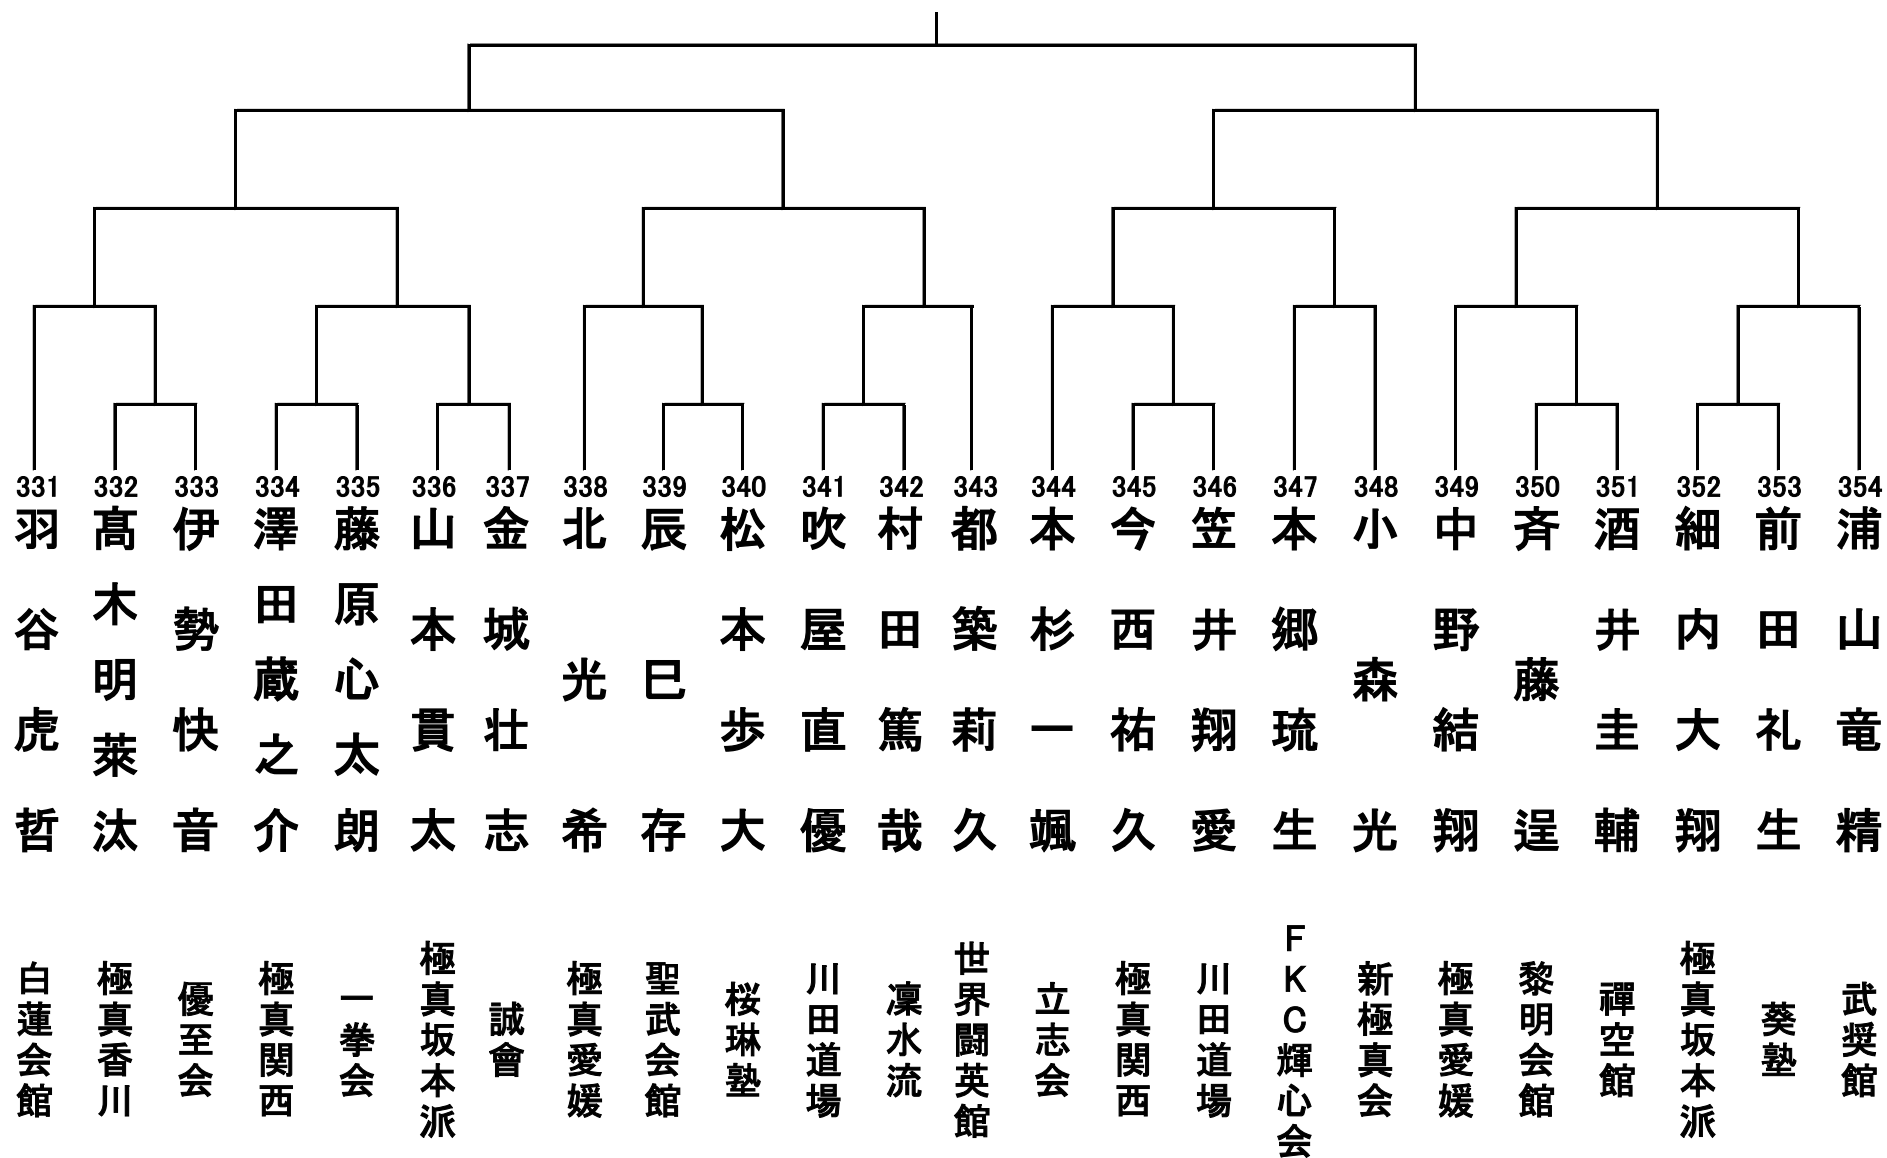 331 332 333 334 335 336 337 338 339 340 341 342 343 344 345 346 347 348 349 350 351 352 353 354
羽谷虎哲
髙木明萊汰
伊勢快音
澤田蔵之介
藤原心太朗
山本貫太
金城壮志
北光希
辰巳存
松本歩大
吹屋直優
村田篤哉
都築莉久
本杉一颯
今西祐久
笠井翔愛
本郷琉生
小森光
中野結翔
斉藤逞
酒井圭輔
細内大翔
前田礼生
浦山竜精
白蓮会館
極真香川
優至会
極真関西
一拳会
極真坂本派
誠會
極真愛媛
聖武会館
桜琳塾
川田道場
凜水流
世界闘英館
立志会
極真関西
川田道場
ＦＫＣ輝心会
新極真会
極真愛媛
黎明会館
禪空館
極真坂本派
葵塾
武奨館